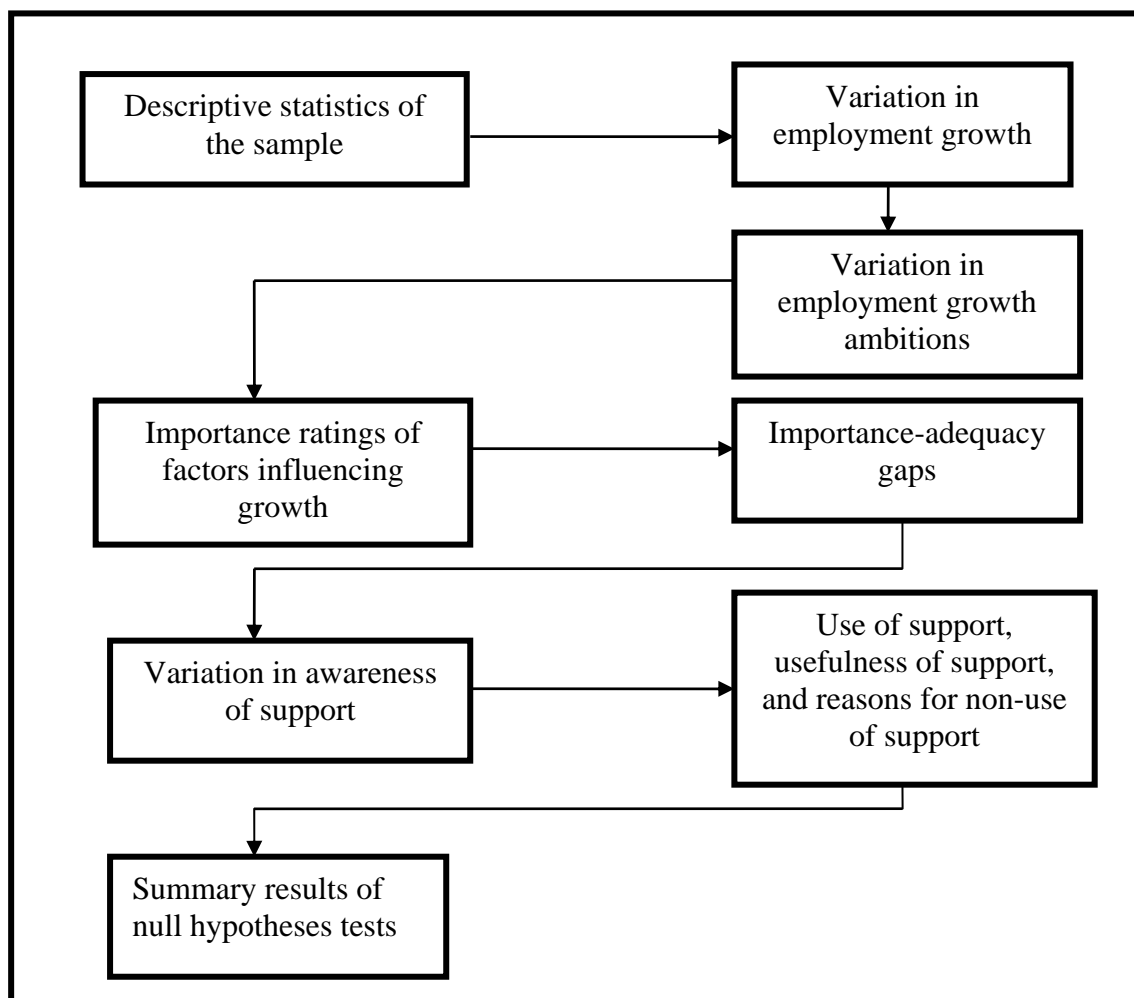 Descriptive statistics of
the sample
Variation in
employment growth
Variation in
employment growth
ambitions
Importance ratings of
factors influencing
growth
Importance-adequacy
gaps
Variation in awareness
of support
Use of support,
usefulness of support,
and reasons for non-use
of support
Summary results of
null hypotheses tests